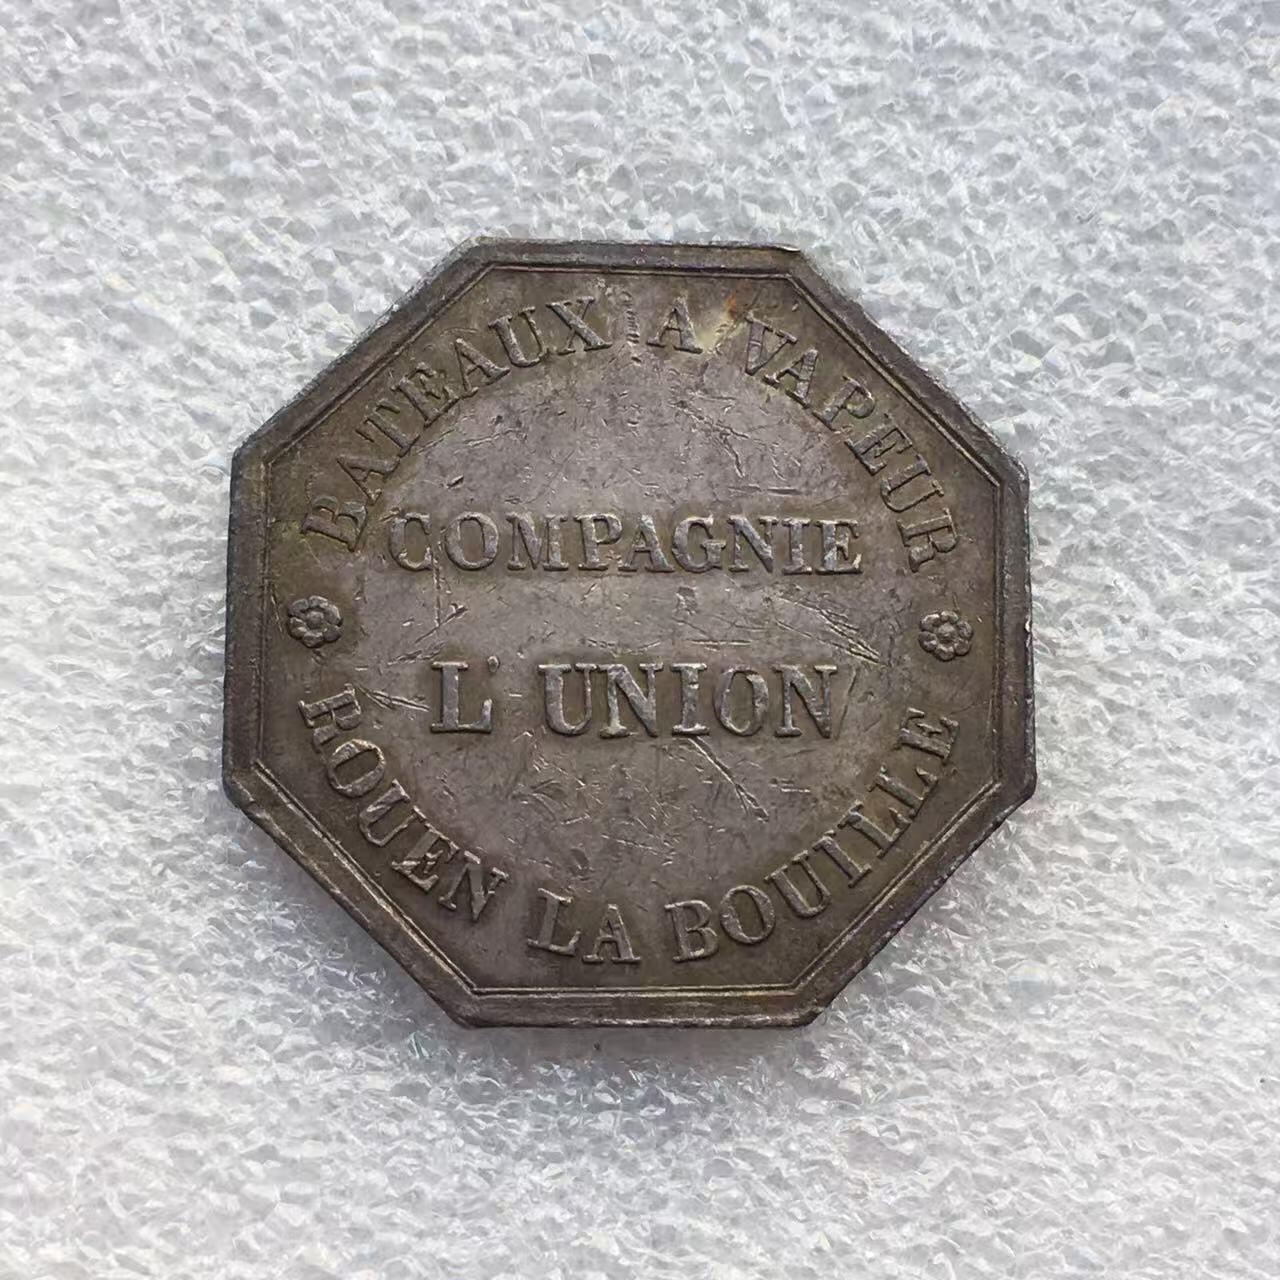 BATEAUX A VAPEUR
COMPAGNIE
L'UNION
ROUEN LA BOUILLE